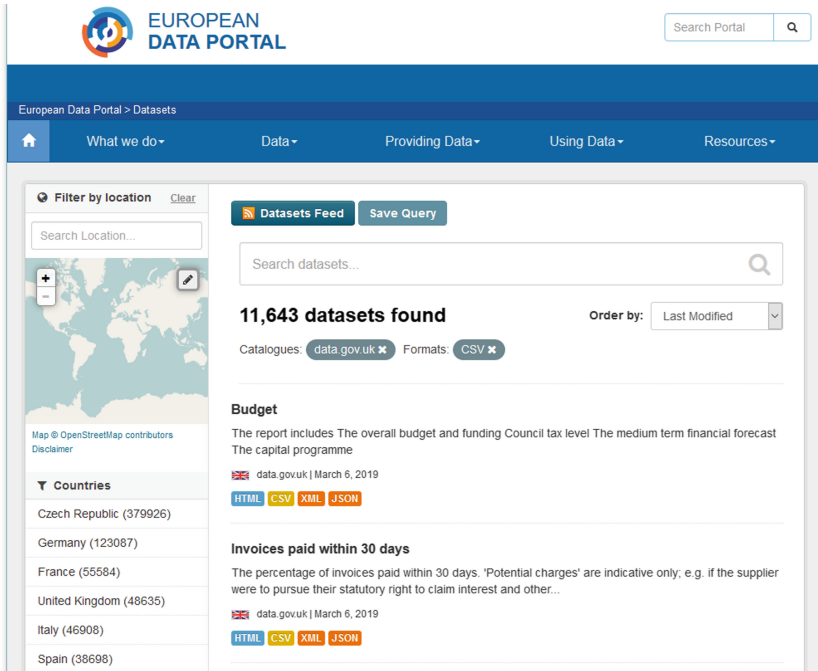 EUROPEAN
DATA PORTAL
Search Portal
European Data Portal > Datasets
What we do
Data
Providing Data
Using Data
Resources
Filter by location Clear
Search Location...
+
−
Map © OpenStreetMap contributors
Disclaimer
Countries
Czech Republic (379926)
Germany (123087)
France (55584)
United Kingdom (48635)
Italy (46908)
Spain (38698)
Datasets Feed
Save Query
Search datasets...
11,643 datasets found
Order by: Last Modified
Catalogues: data.gov.uk ✖ Formats: CSV ✖
Budget
The report includes The overall budget and funding Council tax level The medium term financial forecast
The capital programme
data.gov.uk | March 6, 2019
HTML CSV XML JSON
Invoices paid within 30 days
The percentage of invoices paid within 30 days. 'Potential charges' are indicative only; e.g. if the supplier
were to pursue their statutory right to claim interest and other...
data.gov.uk | March 6, 2019
HTML CSV XML JSON